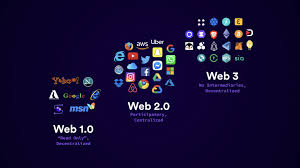 aws
Uber
Yahoo!
Google
msn
sia
Web 3
No Intermediaries,
Decentralized
Web 2.0
Participatory,
Centralized
Web 1.0
"Read Only",
Decentralized